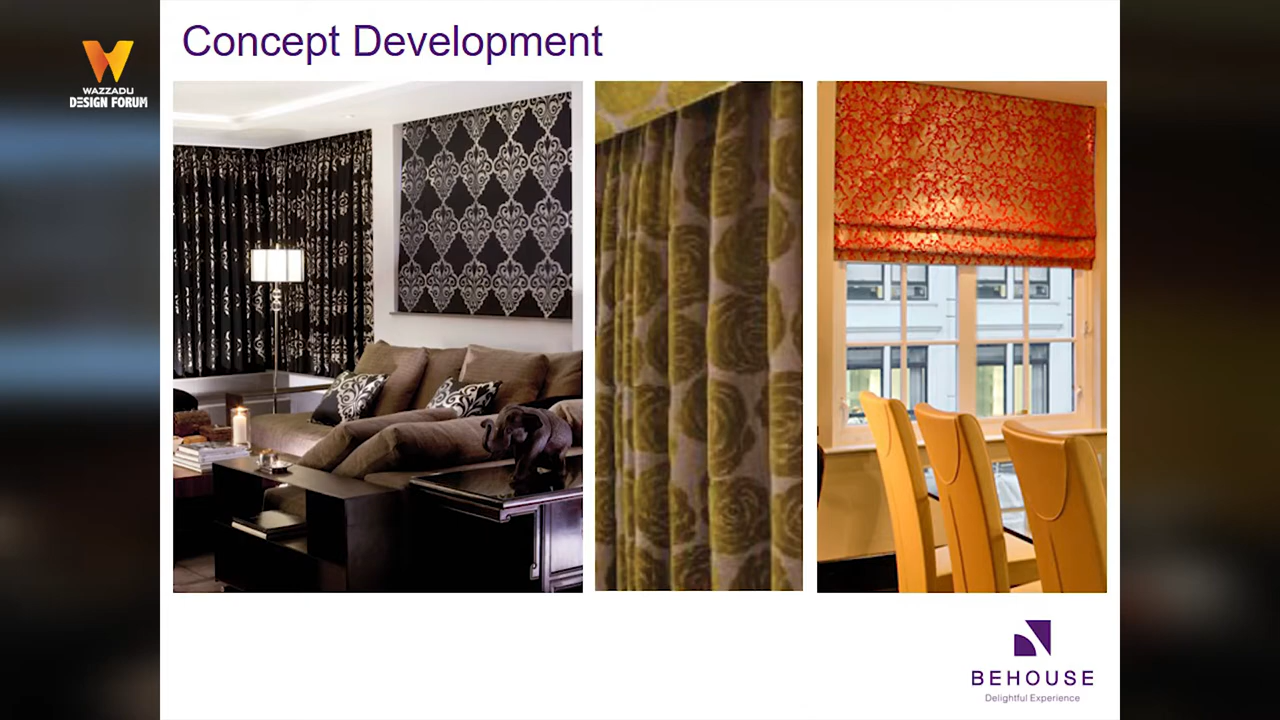 Concept Development
WAZZADU
DESIGN FORUM
BEHOUSE
Delightful Experience